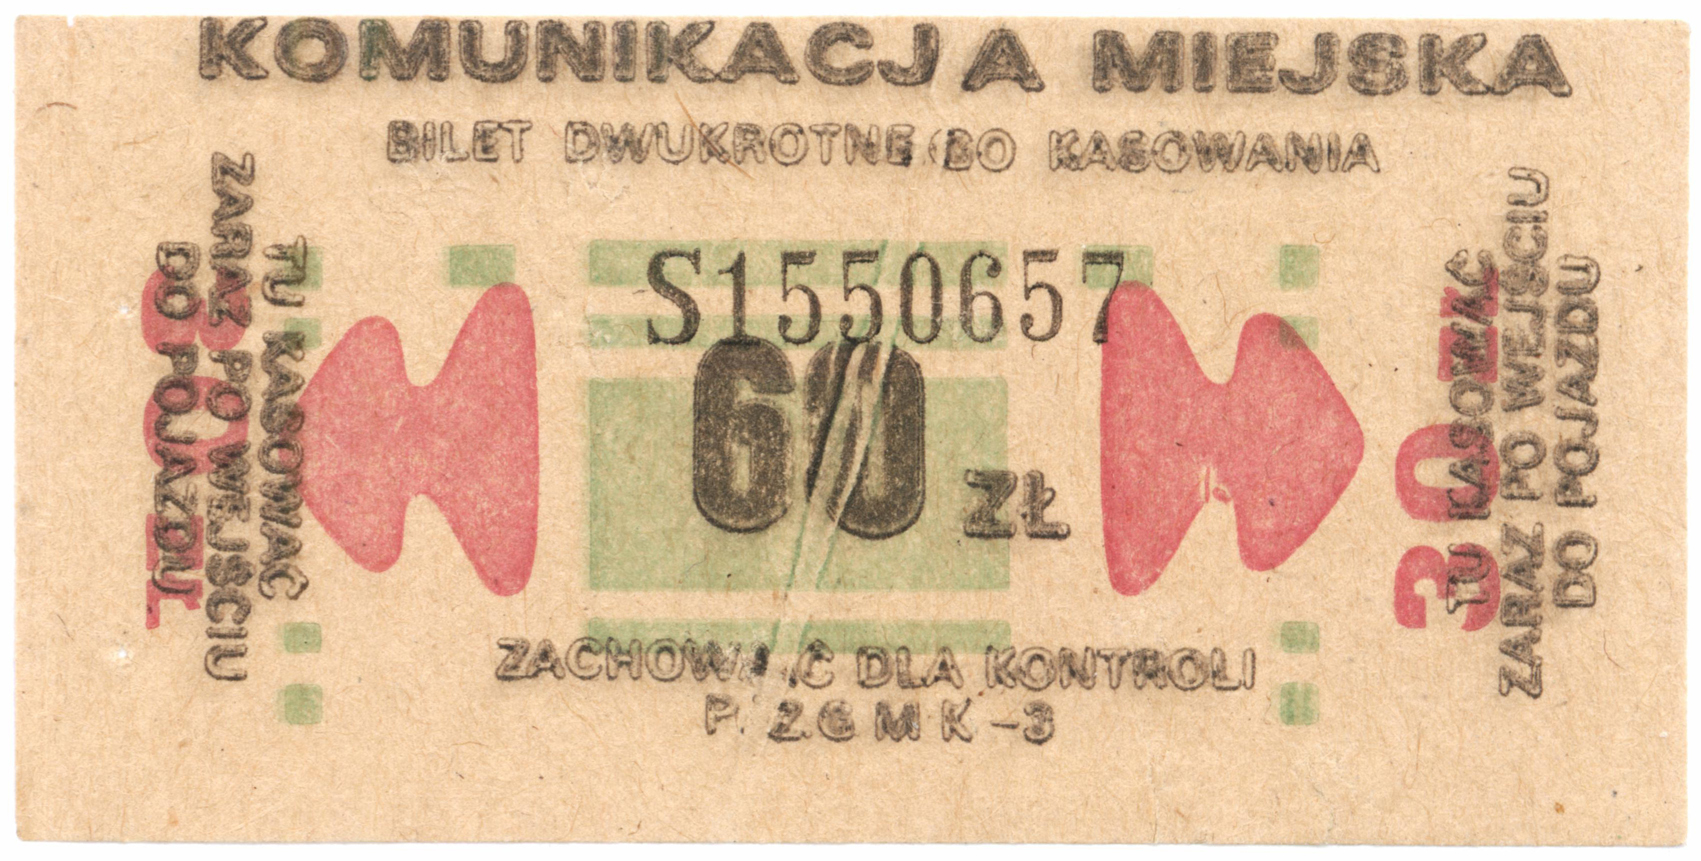 KOMUNIKACJA MIEJSKA
BILET DWUKROTNEGO KASOWANIA
TU KASOWAĆ
ZARAZ PO WEJŚCIU
DO POJAZDU
30 zł
S1550657
60 ZŁ
30 zł
TU KASOWAĆ
ZARAZ PO WEJŚCIU
DO POJAZDU
ZACHOWAĆ DLA KONTROLI
P.Z.G M K-3